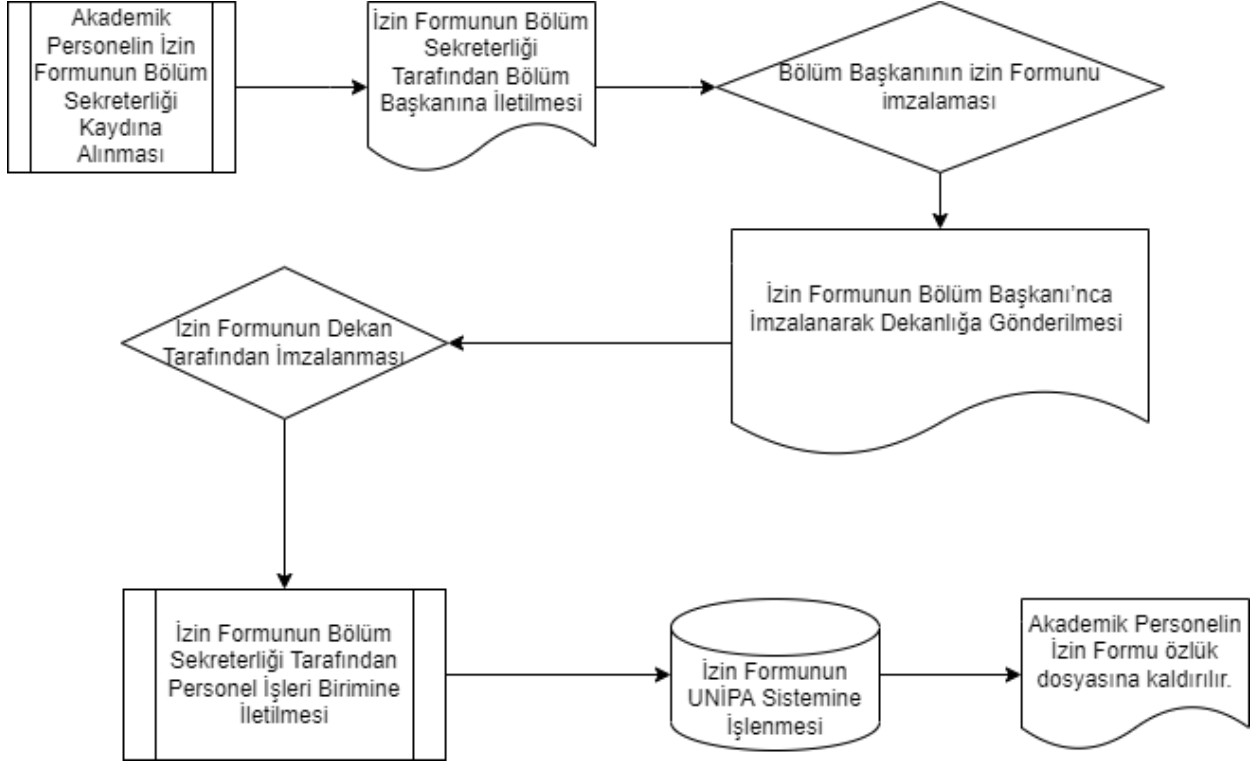 Akademik
Personelin İzin
Formunun Bölüm
Sekreterliği
Kaydına
Alınması
İzin Formunun Bölüm
Sekreterliği
Tarafından Bölüm
Başkanına İletilmesi
Bölüm Başkanının izin Formunu
imzalaması
İzin Formunun Bölüm Başkanı’nca
İmzalanarak Dekanlığa Gönderilmesi
İzin Formunun Dekan
Tarafından İmzalanması
İzin Formunun Bölüm
Sekreterliği Tarafından
Personel İşleri Birimine
İletilmesi
İzin Formunun
UNİPA Sistemine
İşlenmesi
Akademik Personelin
İzin Formu özlük
dosyasına kaldırılır.